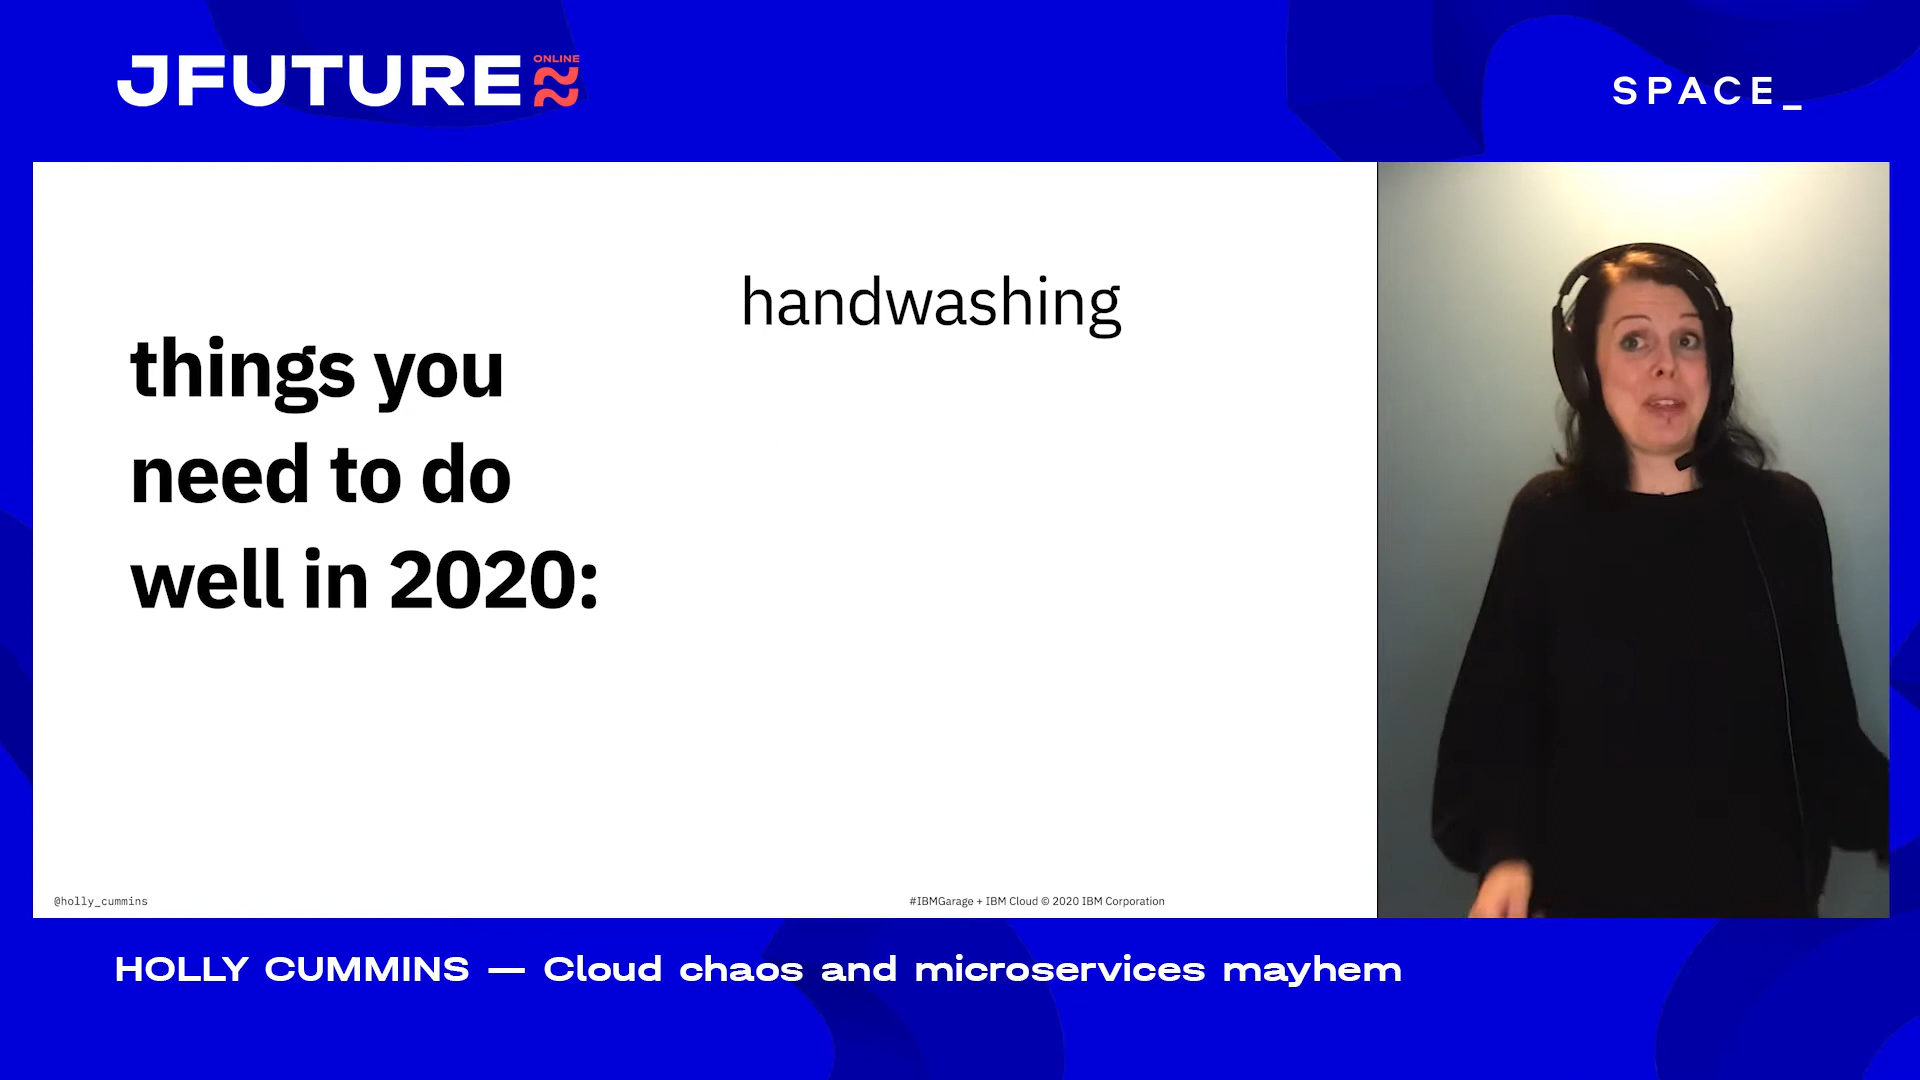 JFUTURE ONLINE
SPACE_
handwashing
things you
need to do
well in 2020:
@holly_cummins
#IBMGarage + IBM Cloud © 2020 IBM Corporation
HOLLY CUMMINS — Cloud chaos and microservices mayhem